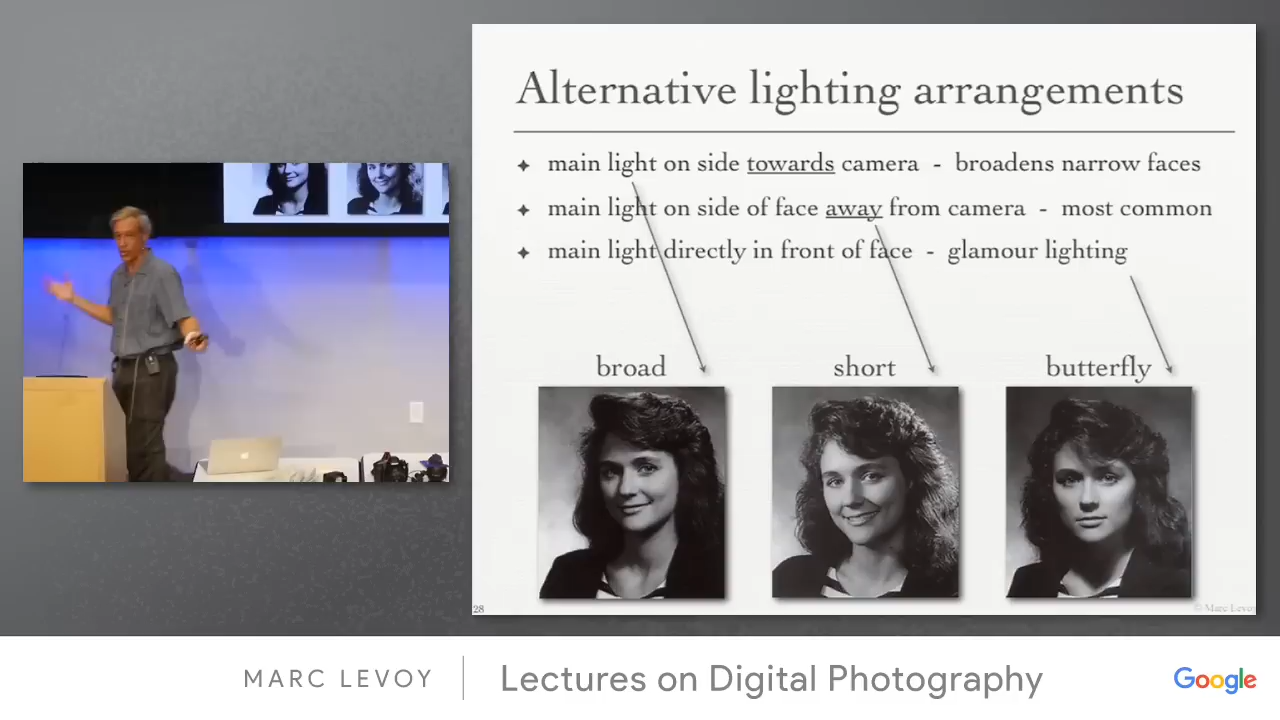 Alternative lighting arrangements
✦ main light on side towards camera - broadens narrow faces
✦ main light on side of face away from camera - most common
✦ main light directly in front of face - glamour lighting
broad short butterfly
28 © Marc Levoy
MARC LEVOY Lectures on Digital Photography Google